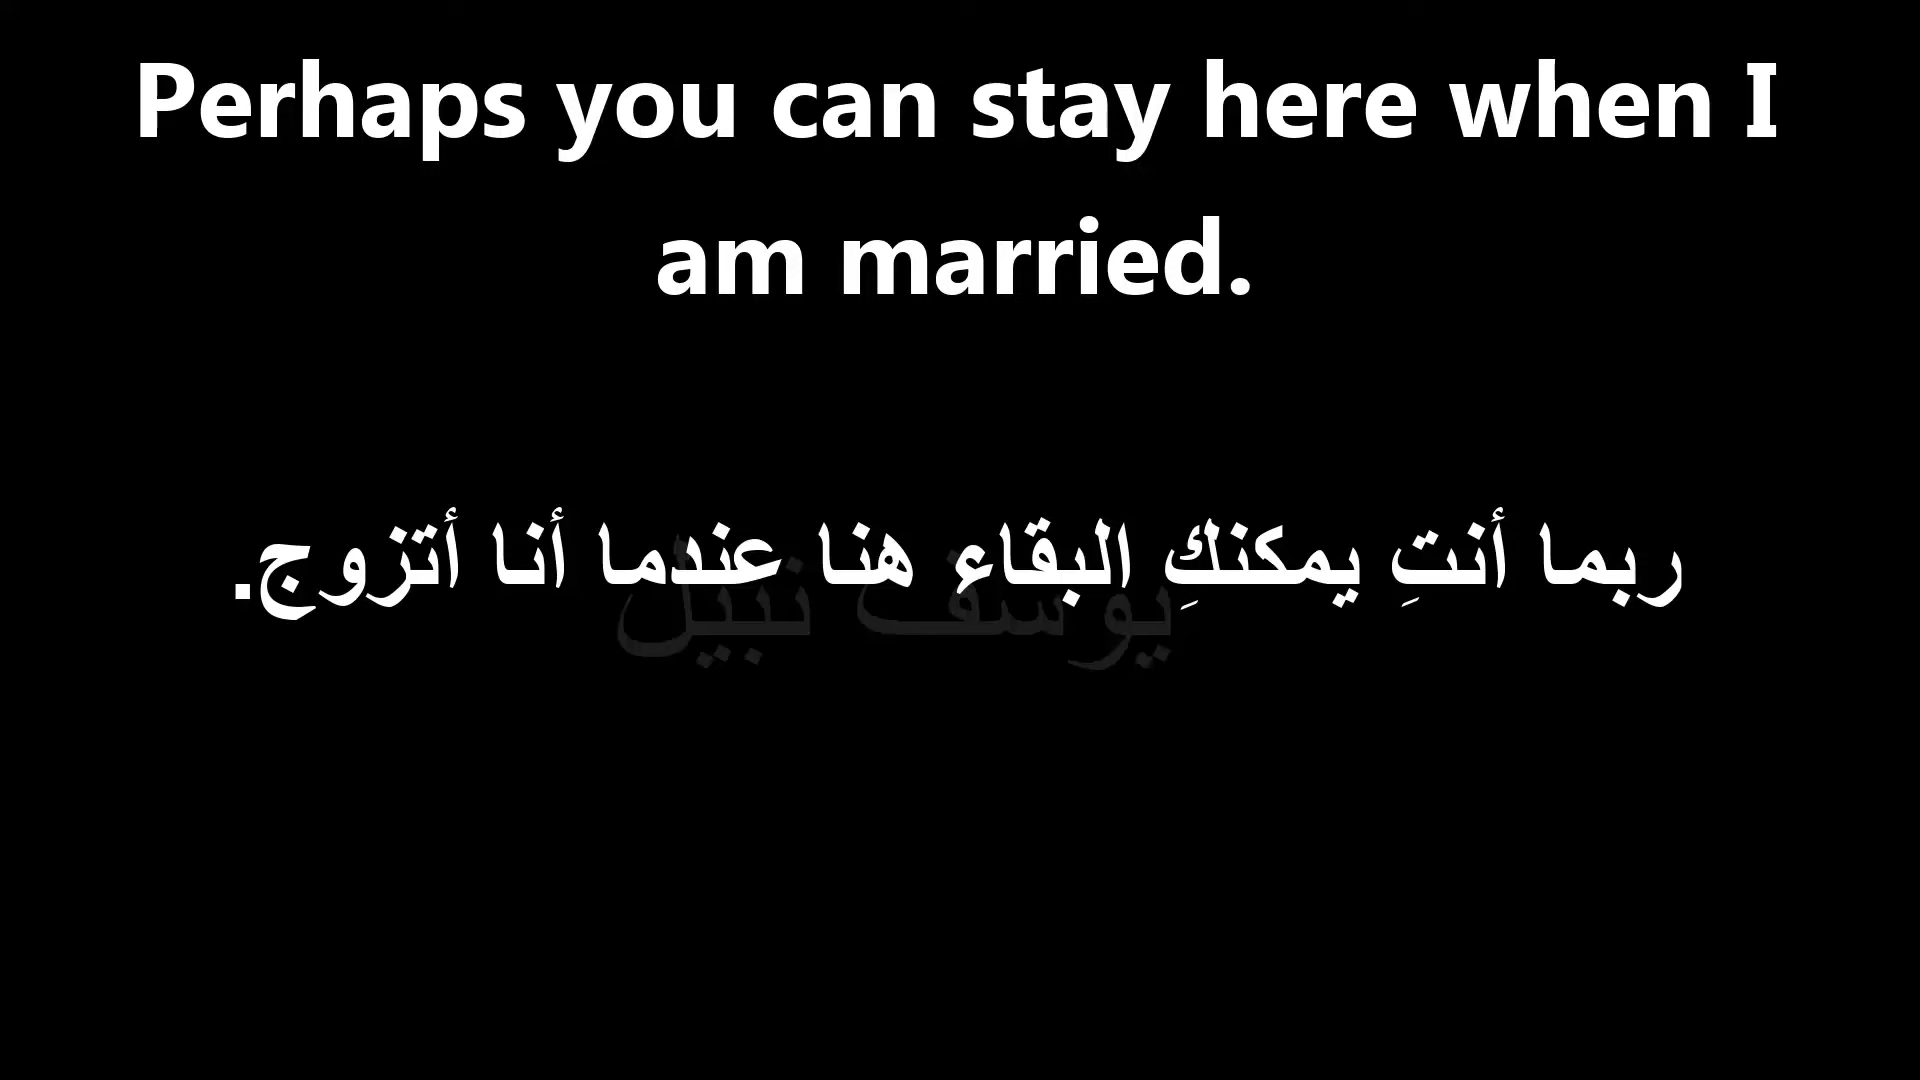 Perhaps you can stay here when I
am married.
ربما أنتِ يمكنكِ البقاء هنا عندما أنا أتزوج.
يوسف نبيل